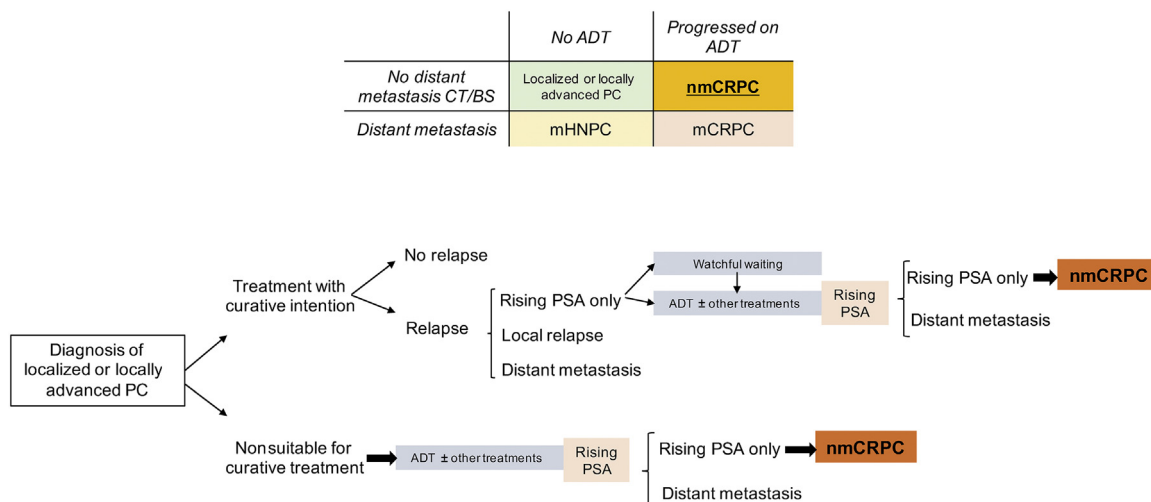 No ADT
Progressed on
ADT
No distant
metastasis CT/BS
Localized or locally
advanced PC
nmCRPC
Distant metastasis
mHNPC
mCRPC
Diagnosis of
localized or locally
advanced PC
Treatment with
curative intention
No relapse
Relapse
Rising PSA only
Local relapse
Distant metastasis
Watchful waiting
ADT ± other treatments
Rising
PSA
Rising PSA only
nmCRPC
Distant metastasis
Nonsuitable for
curative treatment
ADT ± other treatments
Rising
PSA
Rising PSA only
nmCRPC
Distant metastasis